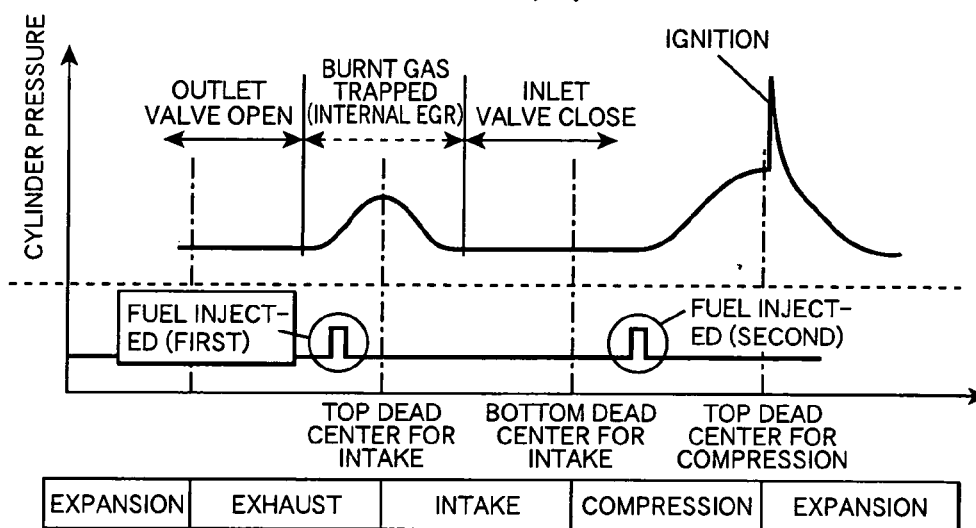 CYLINDER PRESSURE
IGNITION
OUTLET
VALVE OPEN
BURNT GAS
TRAPPED
(INTERNAL EGR)
INLET
VALVE CLOSE
FUEL INJECT-
ED (FIRST)
FUEL INJECT-
ED (SECOND)
TOP DEAD
CENTER FOR
INTAKE
BOTTOM DEAD
CENTER FOR
INTAKE
TOP DEAD
CENTER FOR
COMPRESSION
EXPANSION EXHAUST INTAKE COMPRESSION EXPANSION